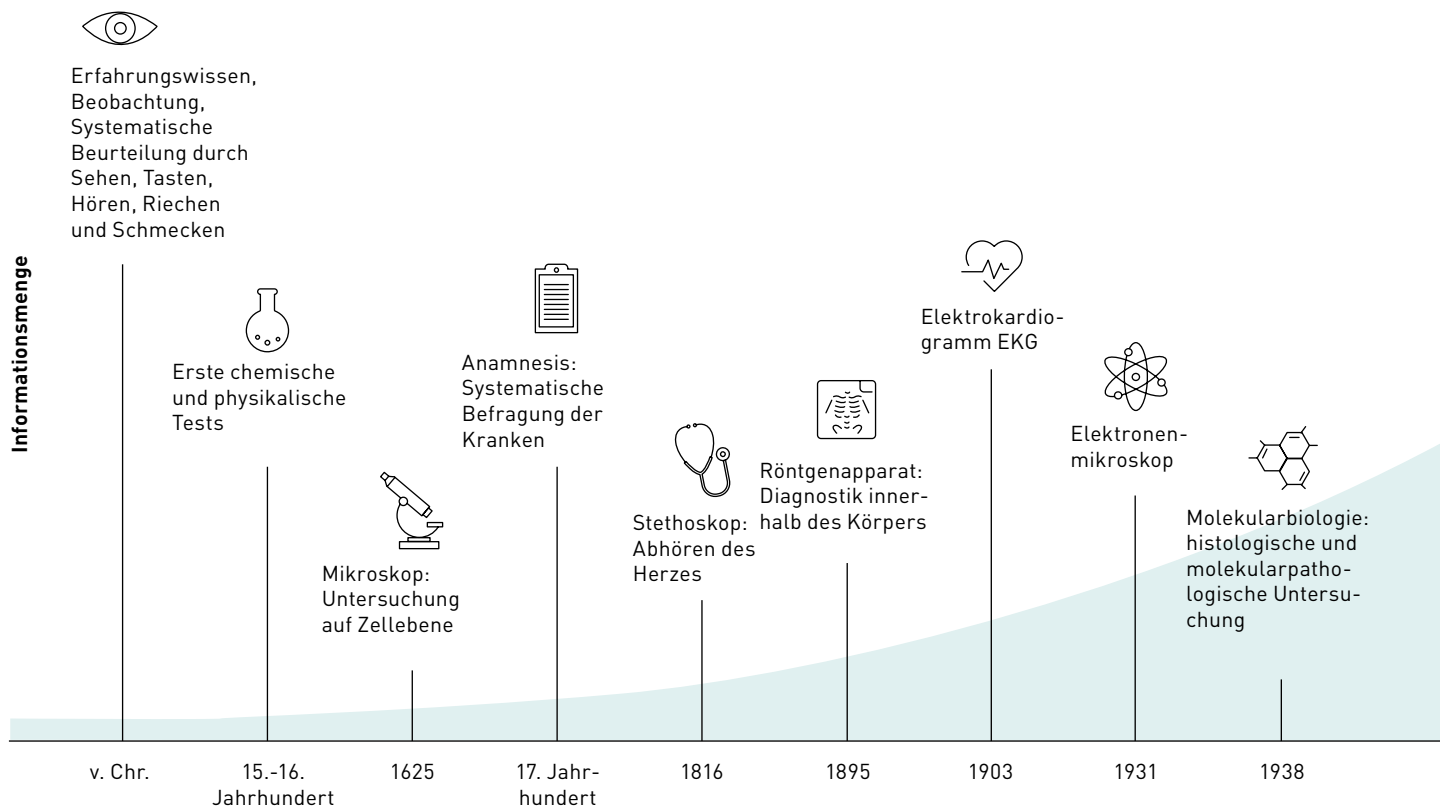 Erfahrungswissen,
Beobachtung,
Systematische
Beurteilung durch
Sehen, Tasten,
Hören, Riechen
und Schmecken
Informationsmenge
Erste chemische
und physikalische
Tests
Mikroskop:
Untersuchung
auf Zellebene
Anamnesis:
Systematische
Befragung der
Kranken
Stethoskop:
Abhören des
Herzes
Röntgenapparat:
Diagnostik inner-
halb des Körpers
Elektrokardio-
gramm EKG
Elektronen-
mikroskop
Molekularbiologie:
histologische und
molekularpatho-
logische Untersu-
chung
v. Chr.
15.-16.
Jahrhundert
1625
17. Jahr-
hundert
1816
1895
1903
1931
1938